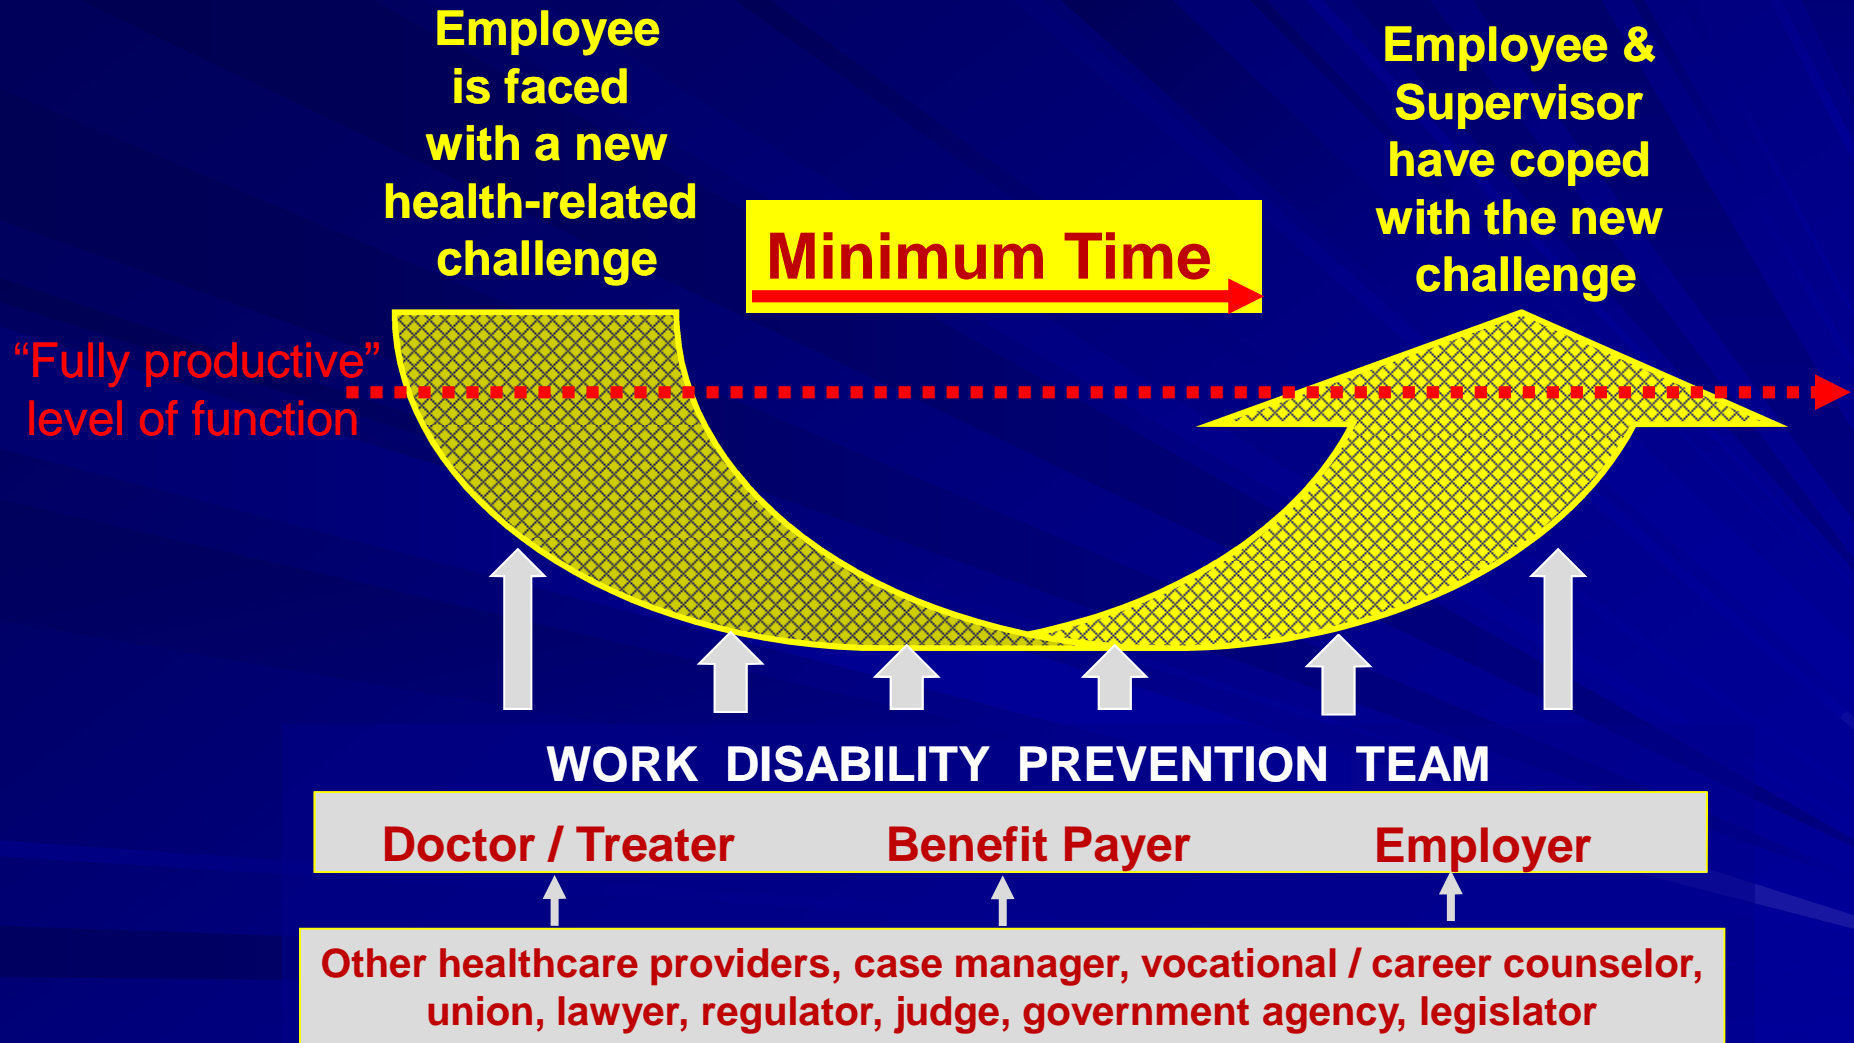 Employee
is faced
with a new
health-related
challenge
Employee &
Supervisor
have coped
with the new
challenge
Minimum Time
“Fully productive”
level of function
WORK DISABILITY PREVENTION TEAM
Doctor / Treater
Benefit Payer
Employer
Other healthcare providers, case manager, vocational / career counselor,
union, lawyer, regulator, judge, government agency, legislator